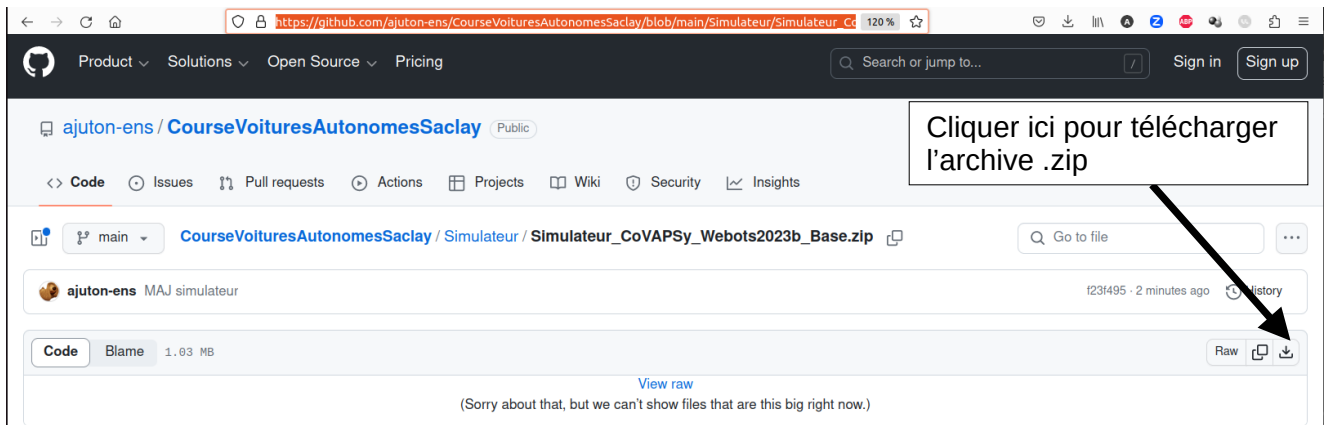 https://github.com/ajuton-ens/CourseVoituresAutonomesSaclay/blob/main/Simulateur/Simulateur_Co 120 %
Product Solutions Open Source Pricing Search or jump to... / Sign in Sign up
ajuton-ens / CourseVoituresAutonomesSaclay Public
Cliquer ici pour télécharger
l’archive .zip
<> Code Issues Pull requests Actions Projects Wiki Security Insights
main CourseVoituresAutonomesSaclay / Simulateur / Simulateur_CoVAPSy_Webots2023b_Base.zip Go to file ...
ajuton-ens MAJ simulateur f23f495 · 2 minutes ago History
Code Blame 1.03 MB Raw
View raw
(Sorry about that, but we can’t show files that are this big right now.)